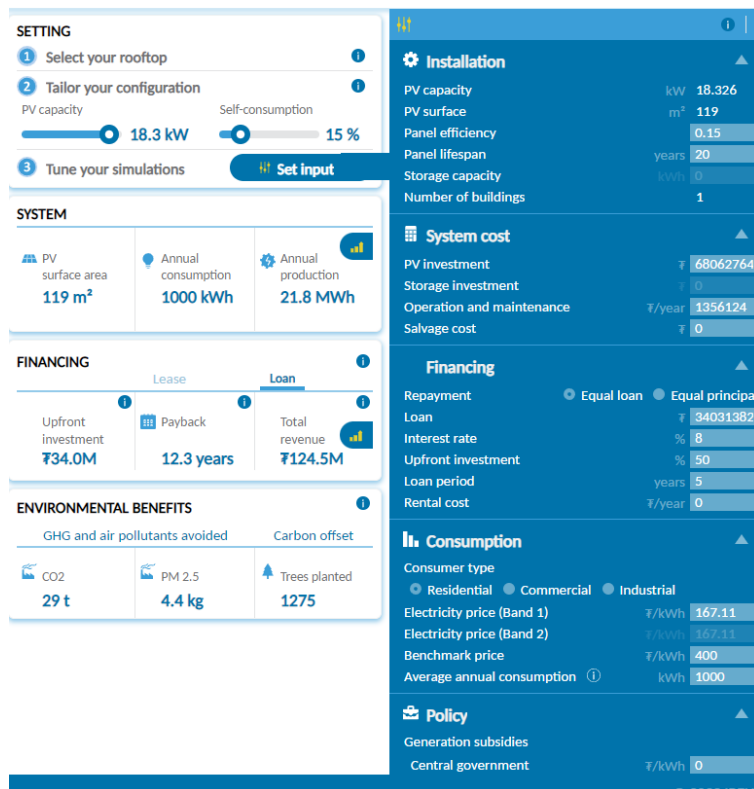 SETTING
1 Select your rooftop
2 Tailor your configuration
PV capacity Self-consumption
18.3 kW 15 %
3 Tune your simulations Set input
SYSTEM
PV surface area
119 m²
Annual consumption
1000 kWh
Annual production
21.8 MWh
FINANCING
Lease Loan
Upfront investment
₮34.0M
Payback
12.3 years
Total revenue
₮124.5M
ENVIRONMENTAL BENEFITS
GHG and air pollutants avoided Carbon offset
CO2
29 t
PM 2.5
4.4 kg
Trees planted
1275
Installation
PV capacity kW 18.326
PV surface m² 119
Panel efficiency 0.15
Panel lifespan years 20
Storage capacity kWh 0
Number of buildings 1
System cost
PV investment ₮ 68062764
Storage investment ₮ 0
Operation and maintenance ₮/year 1356124
Salvage cost ₮ 0
Financing
Repayment Equal loan Equal principa
Loan ₮ 34031382
Interest rate % 8
Upfront investment % 50
Loan period years 5
Rental cost ₮/year 0
Consumption
Consumer type
Residential Commercial Industrial
Electricity price (Band 1) ₮/kWh 167.11
Electricity price (Band 2) ₮/kWh 167.11
Benchmark price ₮/kWh 400
Average annual consumption kWh 1000
Policy
Generation subsidies
Central government ₮/kWh 0